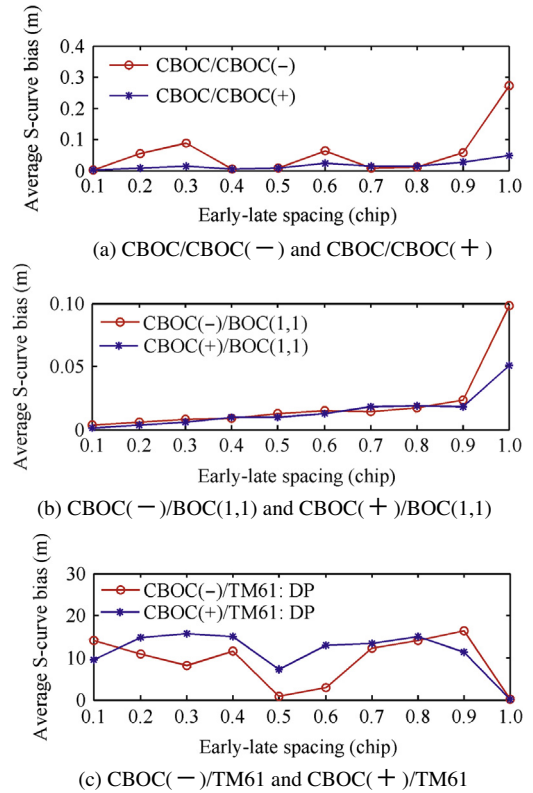 Average S-curve bias (m)
0.4
0.3
0.2
0.1
0
CBOC/CBOC(−)
CBOC/CBOC(+)
0.1 0.2 0.3 0.4 0.5 0.6 0.7 0.8 0.9 1.0
Early-late spacing (chip)
(a) CBOC/CBOC(−) and CBOC/CBOC(+)
Average S-curve bias (m)
0.10
0.05
0
CBOC(−)/BOC(1,1)
CBOC(+)/BOC(1,1)
0.1 0.2 0.3 0.4 0.5 0.6 0.7 0.8 0.9 1.0
Early-late spacing (chip)
(b) CBOC(−)/BOC(1,1) and CBOC(+)/BOC(1,1)
Average S-curve bias (m)
30
20
10
0
CBOC(−)/TM61: DP
CBOC(+)/TM61: DP
0.1 0.2 0.3 0.4 0.5 0.6 0.7 0.8 0.9 1.0
Early-late spacing (chip)
(c) CBOC(−)/TM61 and CBOC(+)/TM61